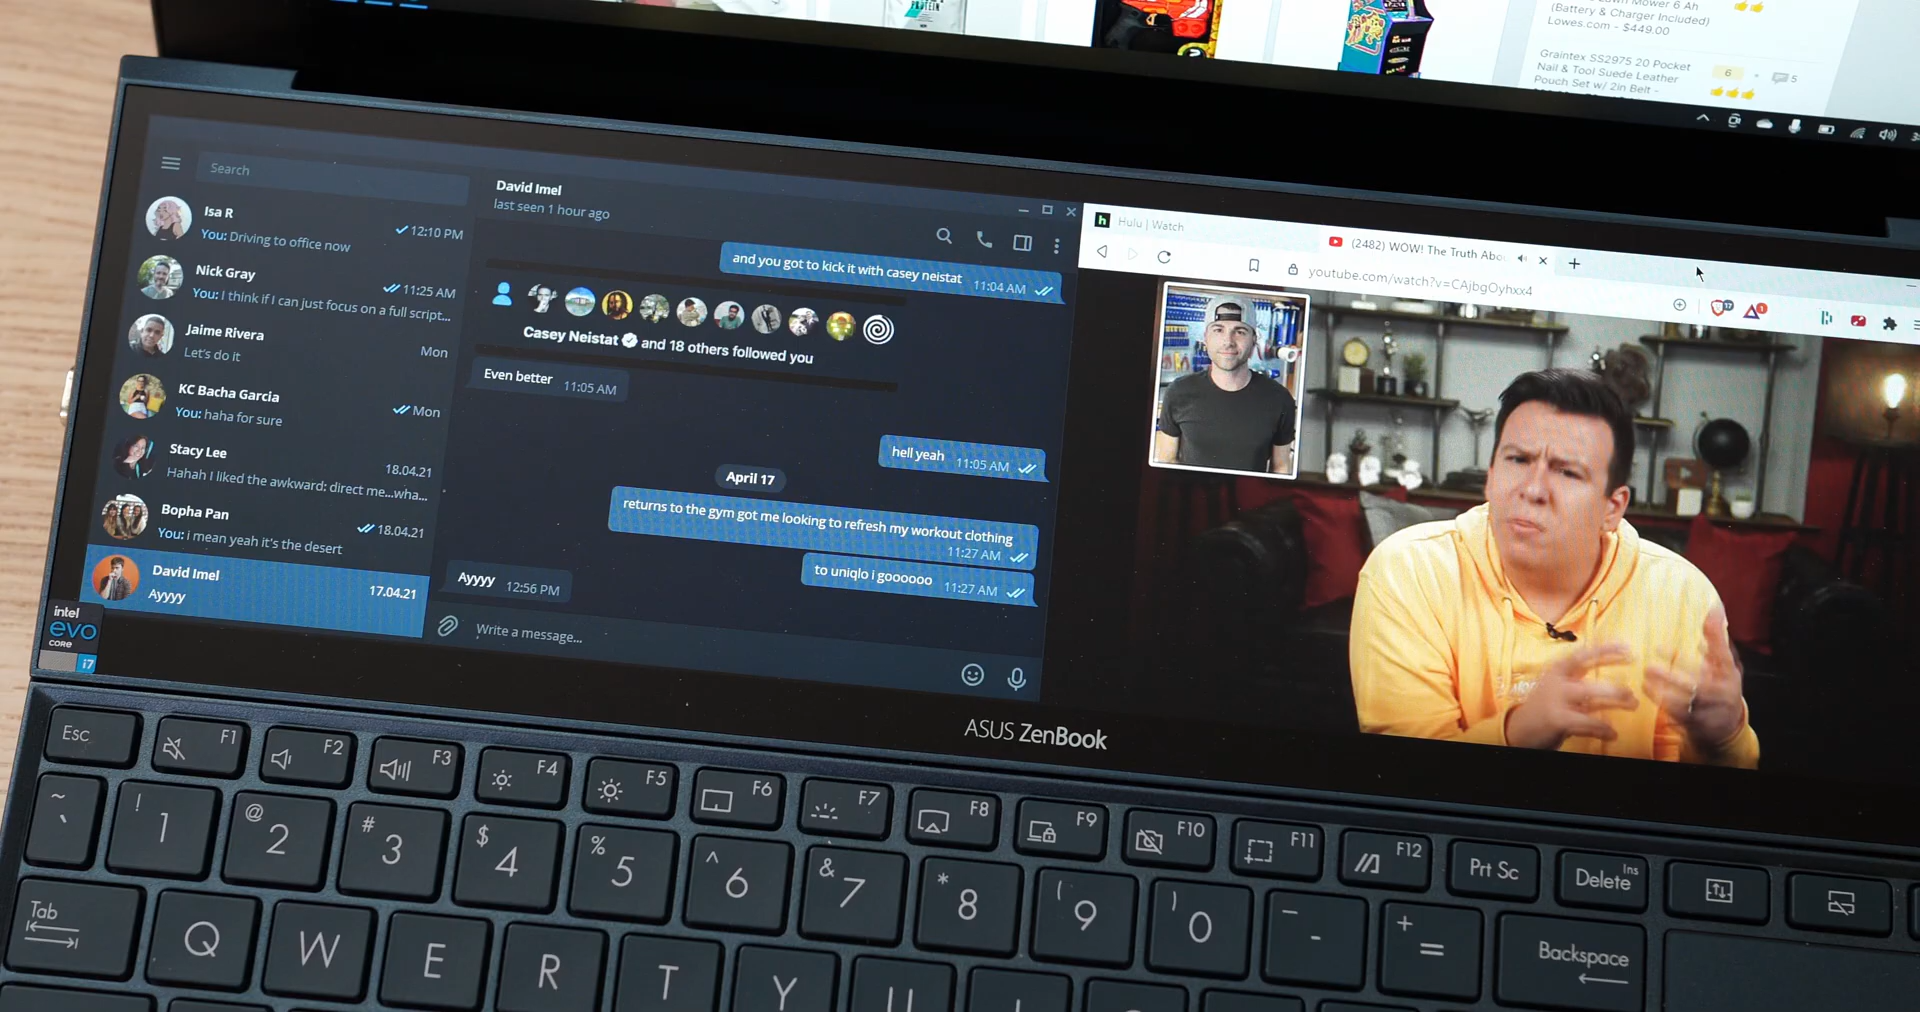 PROTEIN
Mower 6 Ah
(Battery & Charger Included)
Lowes.com - $449.00
Graintex SS2975 20 Pocket
Nail & Tool Suede Leather
Pouch Set w/ 2in Belt -
6
5
Search
Isa R
12:10 PM
You: Driving to office now
Nick Gray
11:25 AM
You: I think if I can just focus on a full script...
Jaime Rivera
Mon
Let's do it
KC Bacha Garcia
Mon
You: haha for sure
Stacy Lee
18.04.21
Hahah I liked the awkward: direct me...wha...
Bopha Pan
18.04.21
You: i mean yeah it's the desert
David Imel
17.04.21
Ayyyy
David Imel
last seen 1 hour ago
and you got to kick it with casey neistat
11:04 AM
Casey Neistat and 18 others followed you
Even better 11:05 AM
hell yeah 11:05 AM
April 17
returns to the gym got me looking to refresh my workout clothing
11:27 AM
to uniqlo i goooooo 11:27 AM
Ayyyy 12:56 PM
Write a message...
h Hulu | Watch
(2482) WOW! The Truth Abo
youtube.com/watch?v=CAjbgOyhxx4
17
1
intel
evo
CORE
i7
ASUS ZenBook
Esc F1 F2 F3 F4 F5 F6 F7 F8 F9 F10 F11 F12 Prt Sc Delete Ins
~ ` ! 1 @ 2 # 3 $ 4 % 5 ^ 6 & 7 * 8 ( 9 ) 0 _ - + = Backspace
Tab Q W E R T Y U I